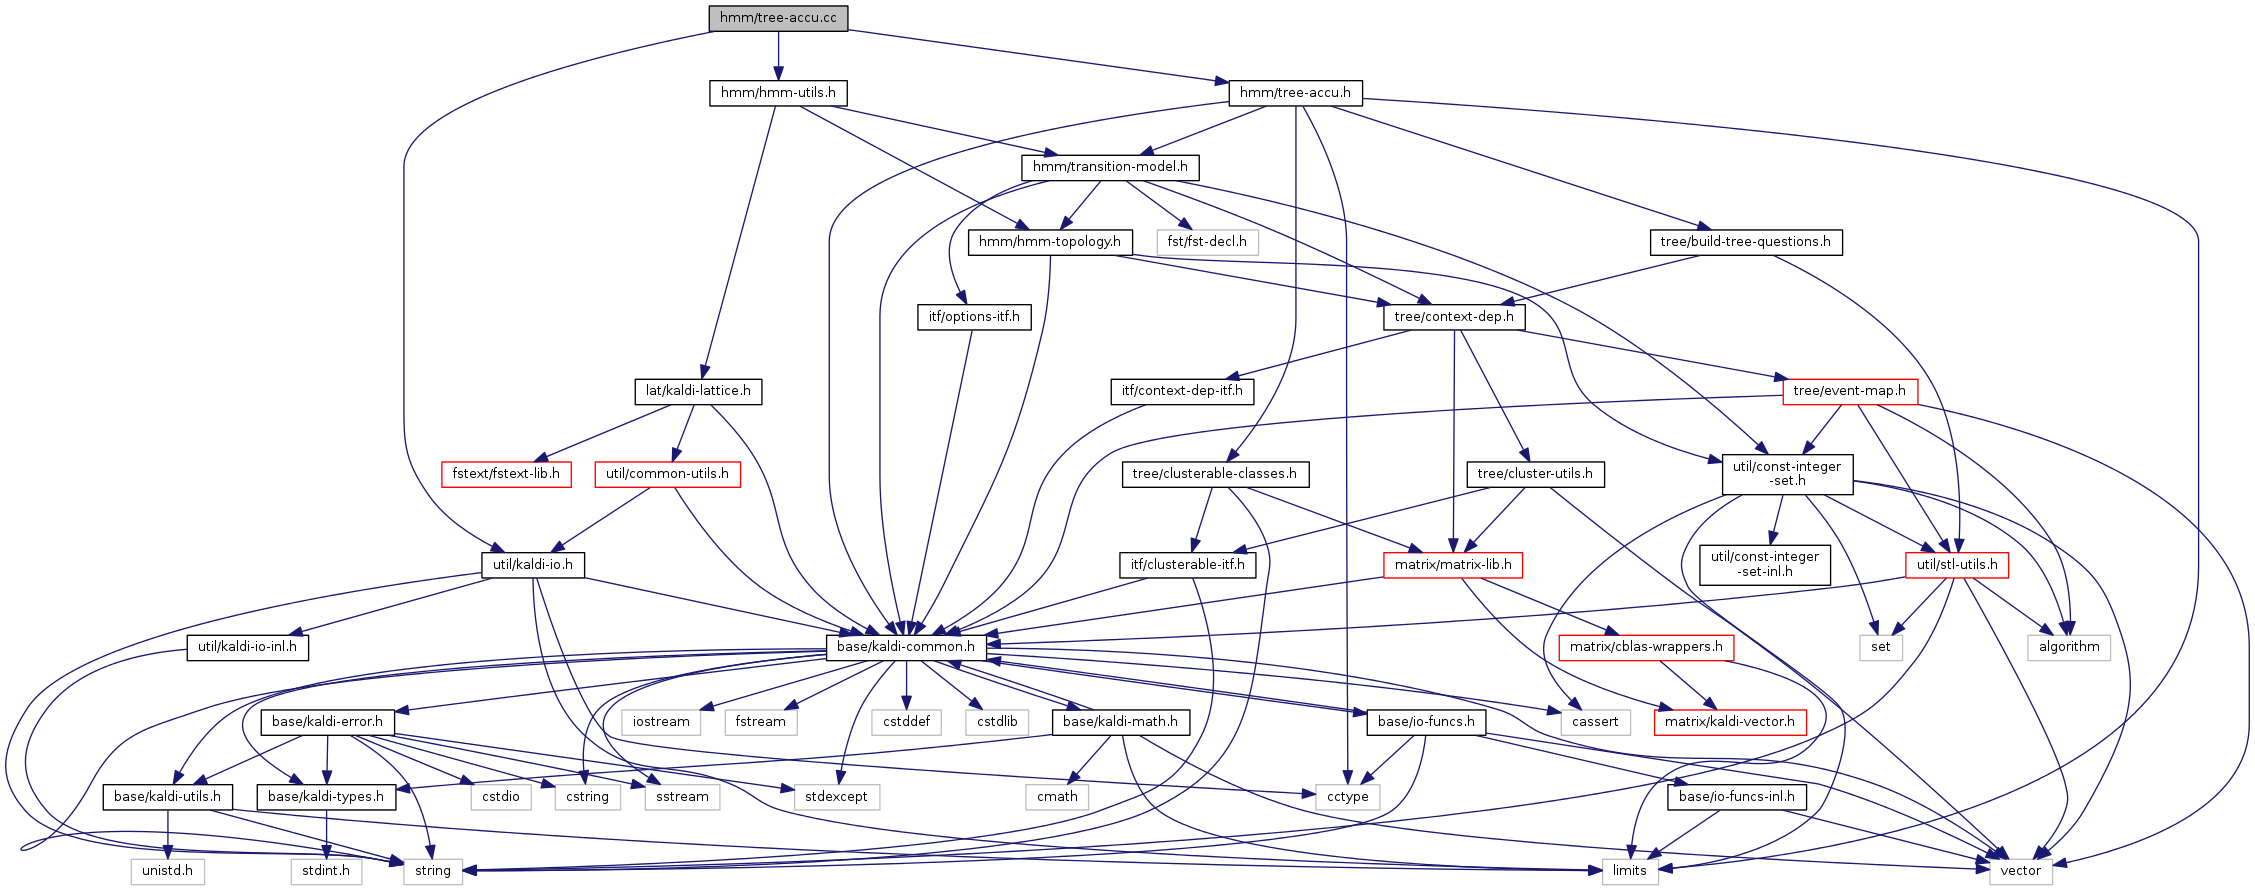 hmm/tree-accu.cc
hmm/hmm-utils.h
hmm/tree-accu.h
hmm/transition-model.h
hmm/hmm-topology.h
fst/fst-decl.h
tree/build-tree-questions.h
itf/options-itf.h
tree/context-dep.h
lat/kaldi-lattice.h
itf/context-dep-itf.h
tree/event-map.h
fstext/fstext-lib.h
util/common-utils.h
tree/clusterable-classes.h
tree/cluster-utils.h
util/const-integer
-set.h
util/kaldi-io.h
itf/clusterable-itf.h
matrix/matrix-lib.h
util/const-integer
-set-inl.h
util/stl-utils.h
util/kaldi-io-inl.h
base/kaldi-common.h
matrix/cblas-wrappers.h
set
algorithm
base/kaldi-error.h
iostream
fstream
cstddef
cstdlib
base/kaldi-math.h
base/io-funcs.h
cassert
matrix/kaldi-vector.h
base/kaldi-utils.h
base/kaldi-types.h
cstdio
cstring
sstream
stdexcept
cmath
cctype
base/io-funcs-inl.h
unistd.h
stdint.h
string
limits
vector